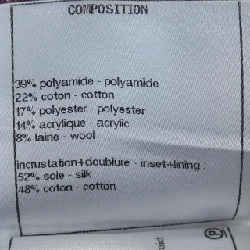 COMPOSITION
39% polyamide - polyamide
22% coton - cotton
17% polyester - polyester
14% acrylique - acrylic
8% laine - wool
incrustation+doublure - inset+lining :
52% soie - silk
48% coton - cotton